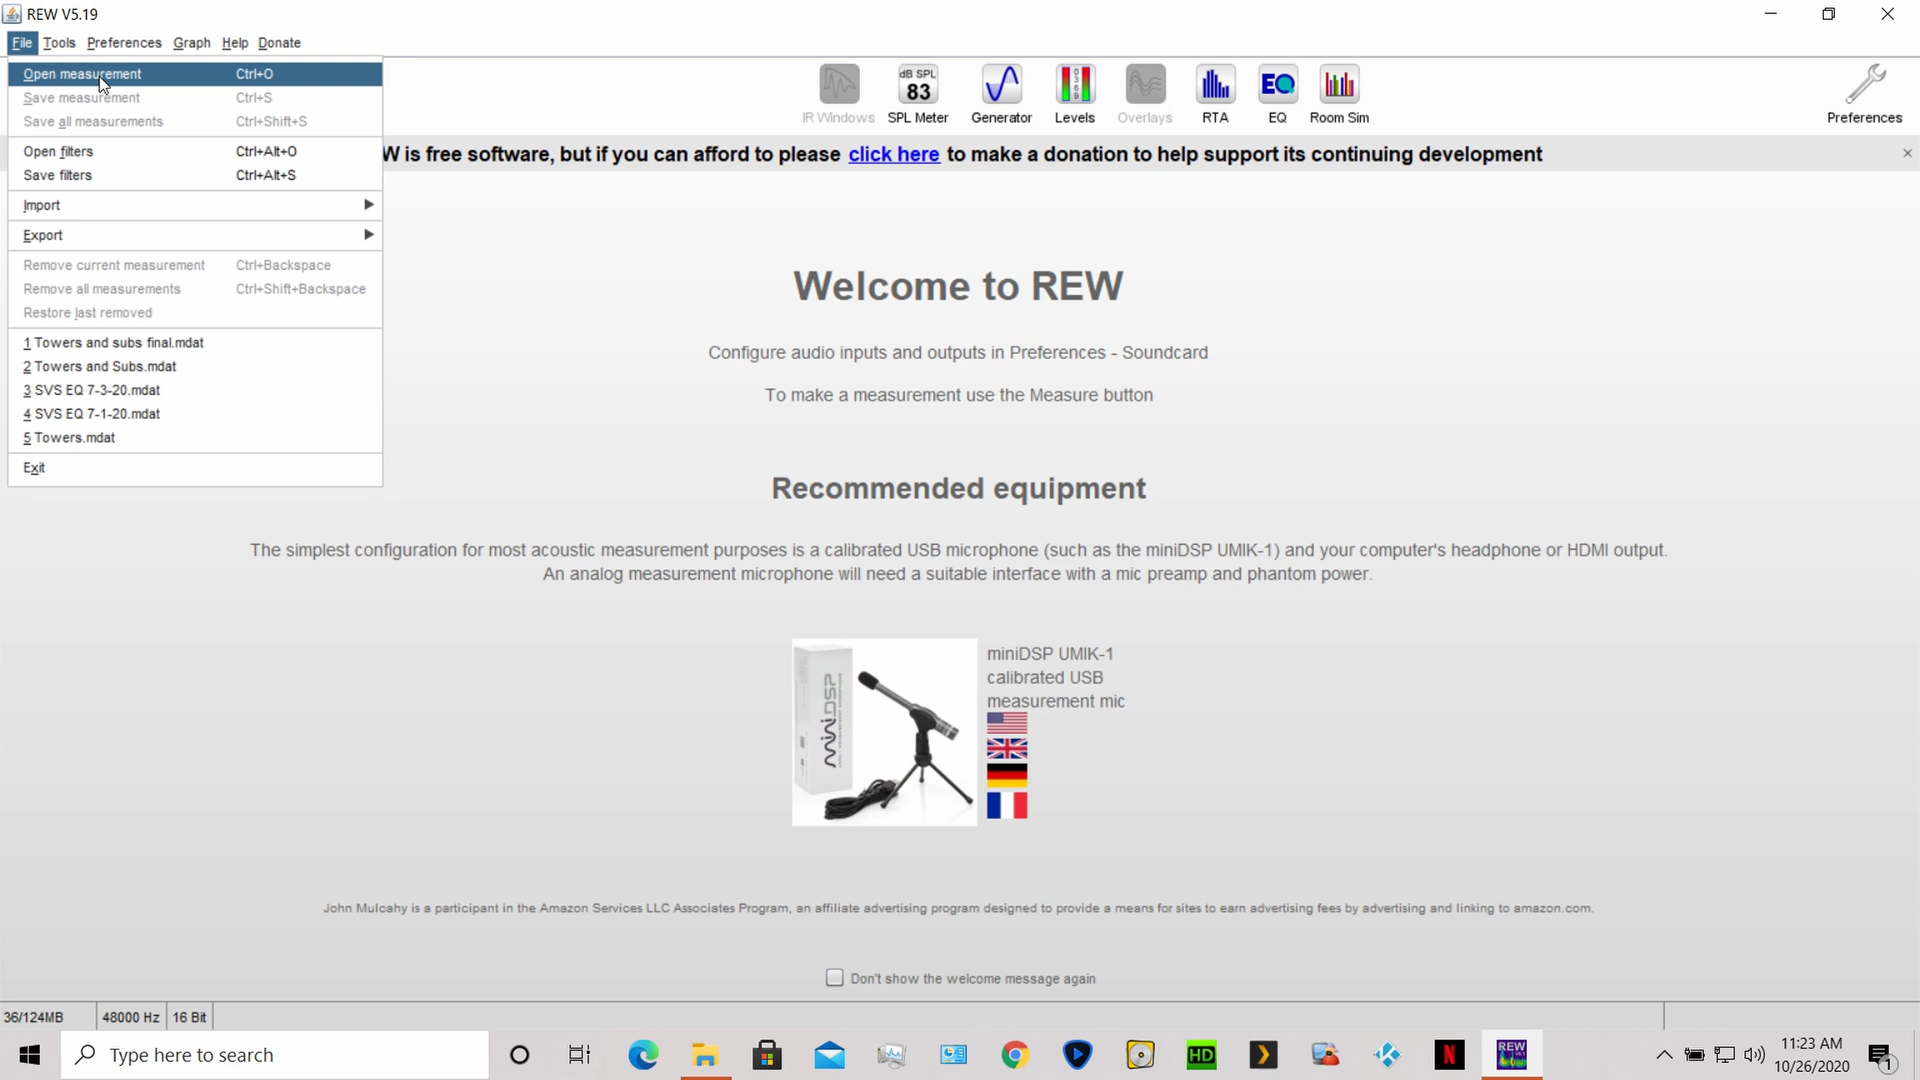 REW V5.19
File Tools Preferences Graph Help Donate
Open measurement Ctrl+O
Save measurement Ctrl+S
Save all measurements Ctrl+Shift+S
Open filters Ctrl+Alt+O
Save filters Ctrl+Alt+S
Import
Export
Remove current measurement Ctrl+Backspace
Remove all measurements Ctrl+Shift+Backspace
Restore last removed
1 Towers and subs final.mdat
2 Towers and Subs.mdat
3 SVS EQ 7-3-20.mdat
4 SVS EQ 7-1-20.mdat
5 Towers.mdat
Exit
dB SPL
83
EQ
IR Windows SPL Meter Generator Levels Overlays RTA EQ Room Sim Preferences
W is free software, but if you can afford to please click here to make a donation to help support its continuing development
Welcome to REW
Configure audio inputs and outputs in Preferences - Soundcard
To make a measurement use the Measure button
Recommended equipment
The simplest configuration for most acoustic measurement purposes is a calibrated USB microphone (such as the miniDSP UMIK-1) and your computer's headphone or HDMI output.
An analog measurement microphone will need a suitable interface with a mic preamp and phantom power.
miniDSP
miniDSP UMIK-1
calibrated USB
measurement mic
John Mulcahy is a participant in the Amazon Services LLC Associates Program, an affiliate advertising program designed to provide a means for sites to earn advertising fees by advertising and linking to amazon.com.
Don't show the welcome message again
36/124MB 48000 Hz 16 Bit
Type here to search
HD
N
REW
11:23 AM
10/26/2020
1